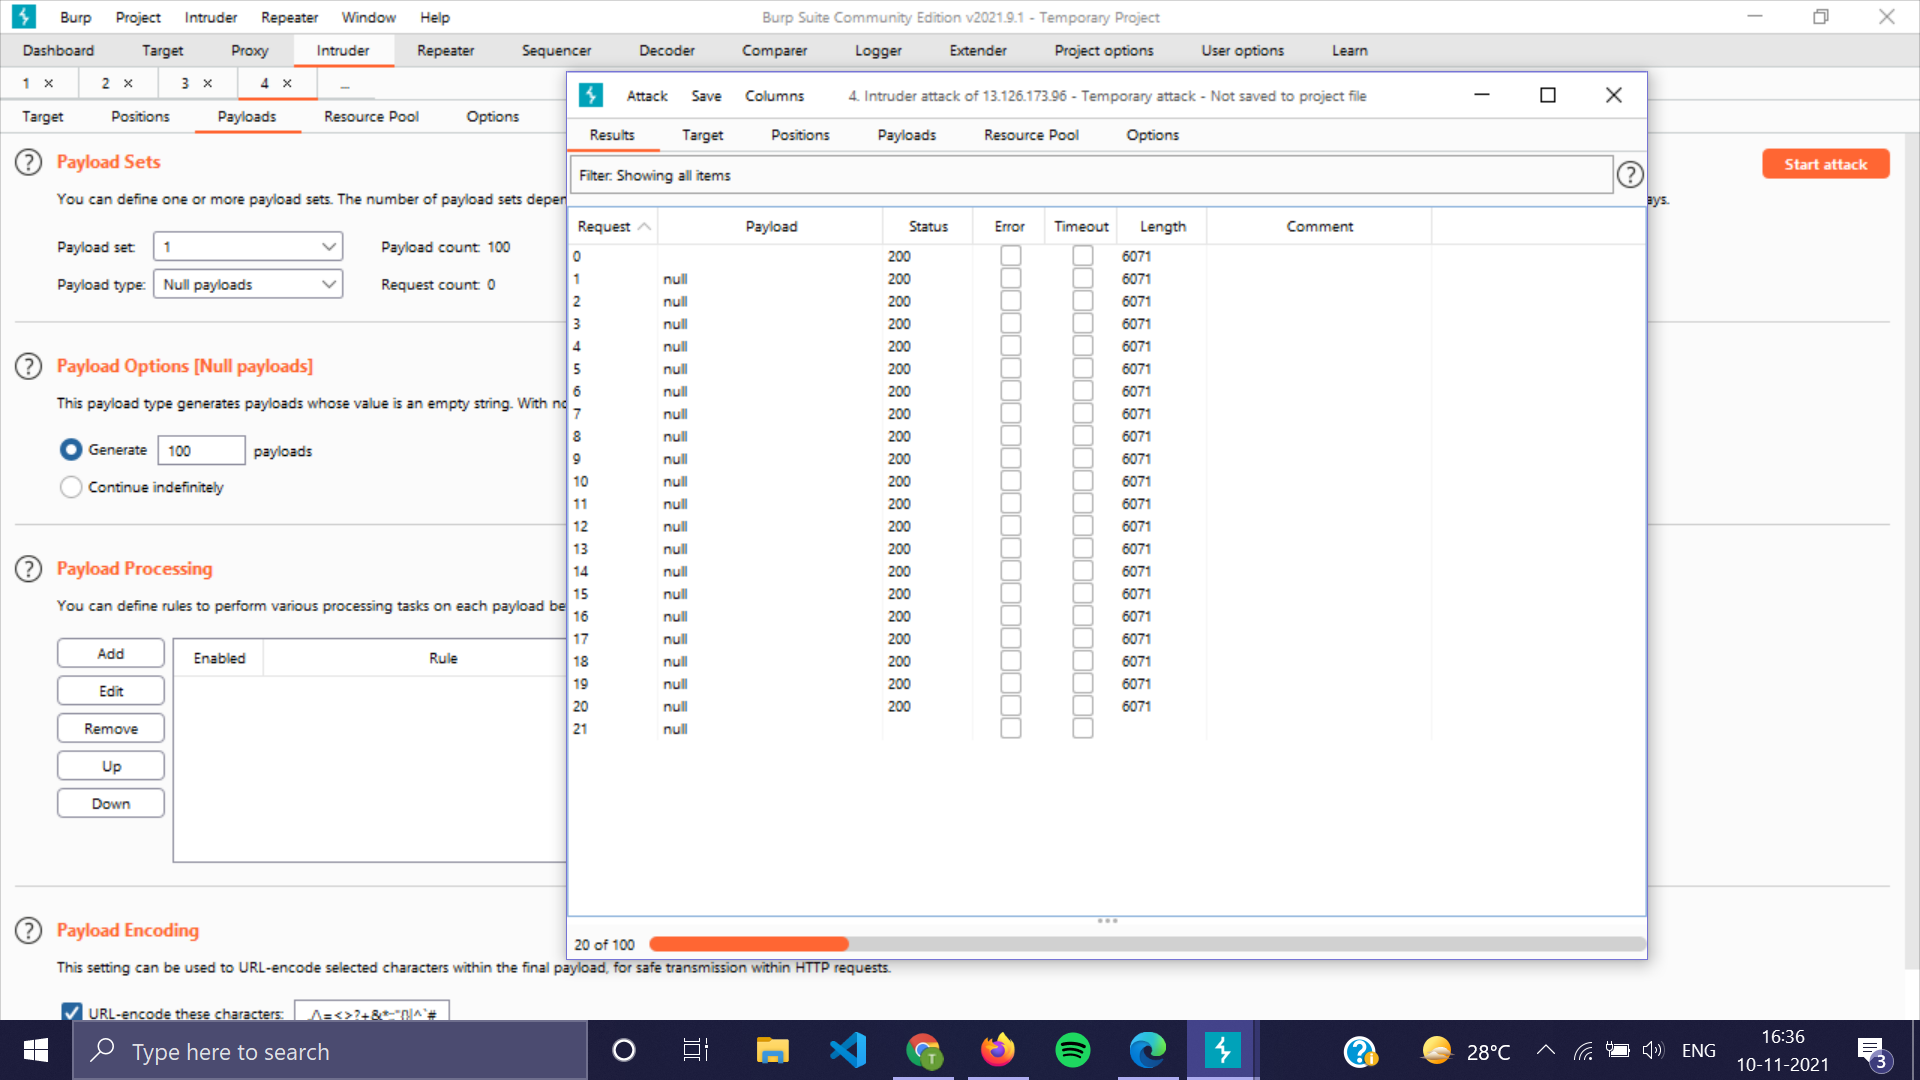 Burp Project Intruder Repeater Window Help
Burp Suite Community Edition v2021.9.1 - Temporary Project
Dashboard Target Proxy Intruder Repeater Sequencer Decoder Comparer Logger Extender Project options User options Learn
1 × 2 × 3 × 4 × ...
Target Positions Payloads Resource Pool Options
Payload Sets
Start attack
You can define one or more payload sets. The number of payload sets depen
ays.
Payload set: 1 Payload count: 100
Payload type: Null payloads Request count: 0
Payload Options [Null payloads]
This payload type generates payloads whose value is an empty string. With no
Generate 100 payloads
Continue indefinitely
Payload Processing
You can define rules to perform various processing tasks on each payload be
Add
Edit
Remove
Up
Down
Enabled Rule
Payload Encoding
This setting can be used to URL-encode selected characters within the final payload, for safe transmission within HTTP requests.
URL-encode these characters:
Attack Save Columns 4. Intruder attack of 13.126.173.96 - Temporary attack - Not saved to project file
Results Target Positions Payloads Resource Pool Options
Filter: Showing all items
Request Payload Status Error Timeout Length Comment
0 200 6071
1 null 200 6071
2 null 200 6071
3 null 200 6071
4 null 200 6071
5 null 200 6071
6 null 200 6071
7 null 200 6071
8 null 200 6071
9 null 200 6071
10 null 200 6071
11 null 200 6071
12 null 200 6071
13 null 200 6071
14 null 200 6071
15 null 200 6071
16 null 200 6071
17 null 200 6071
18 null 200 6071
19 null 200 6071
20 null 200 6071
21 null
20 of 100
Type here to search
28°C
ENG
16:36
10-11-2021
3